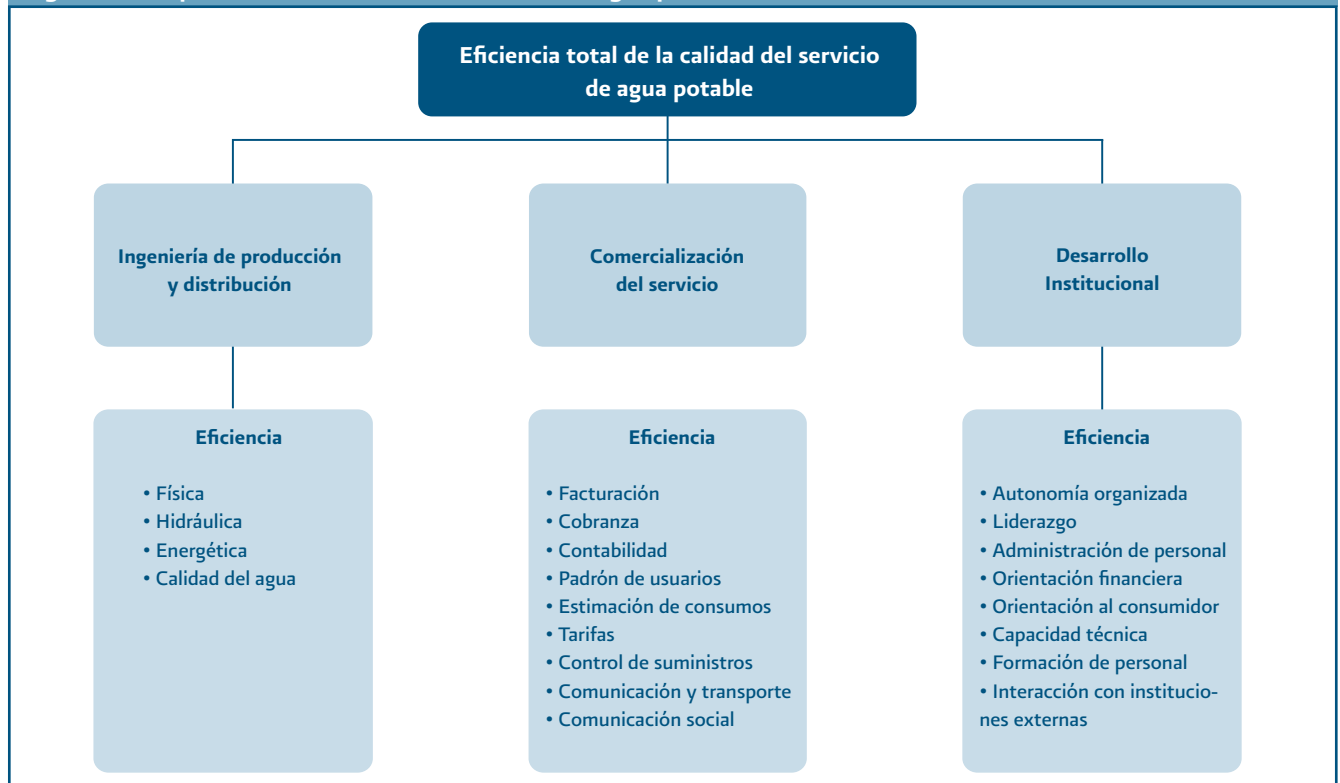 Eficiencia total de la calidad del servicio
de agua potable
Ingeniería de producción
y distribución
Comercialización
del servicio
Desarrollo
Institucional
Eficiencia
• Física
• Hidráulica
• Energética
• Calidad del agua
Eficiencia
• Facturación
• Cobranza
• Contabilidad
• Padrón de usuarios
• Estimación de consumos
• Tarifas
• Control de suministros
• Comunicación y transporte
• Comunicación social
Eficiencia
• Autonomía organizada
• Liderazgo
• Administración de personal
• Orientación financiera
• Orientación al consumidor
• Capacidad técnica
• Formación de personal
• Interacción con institucio-
nes externas